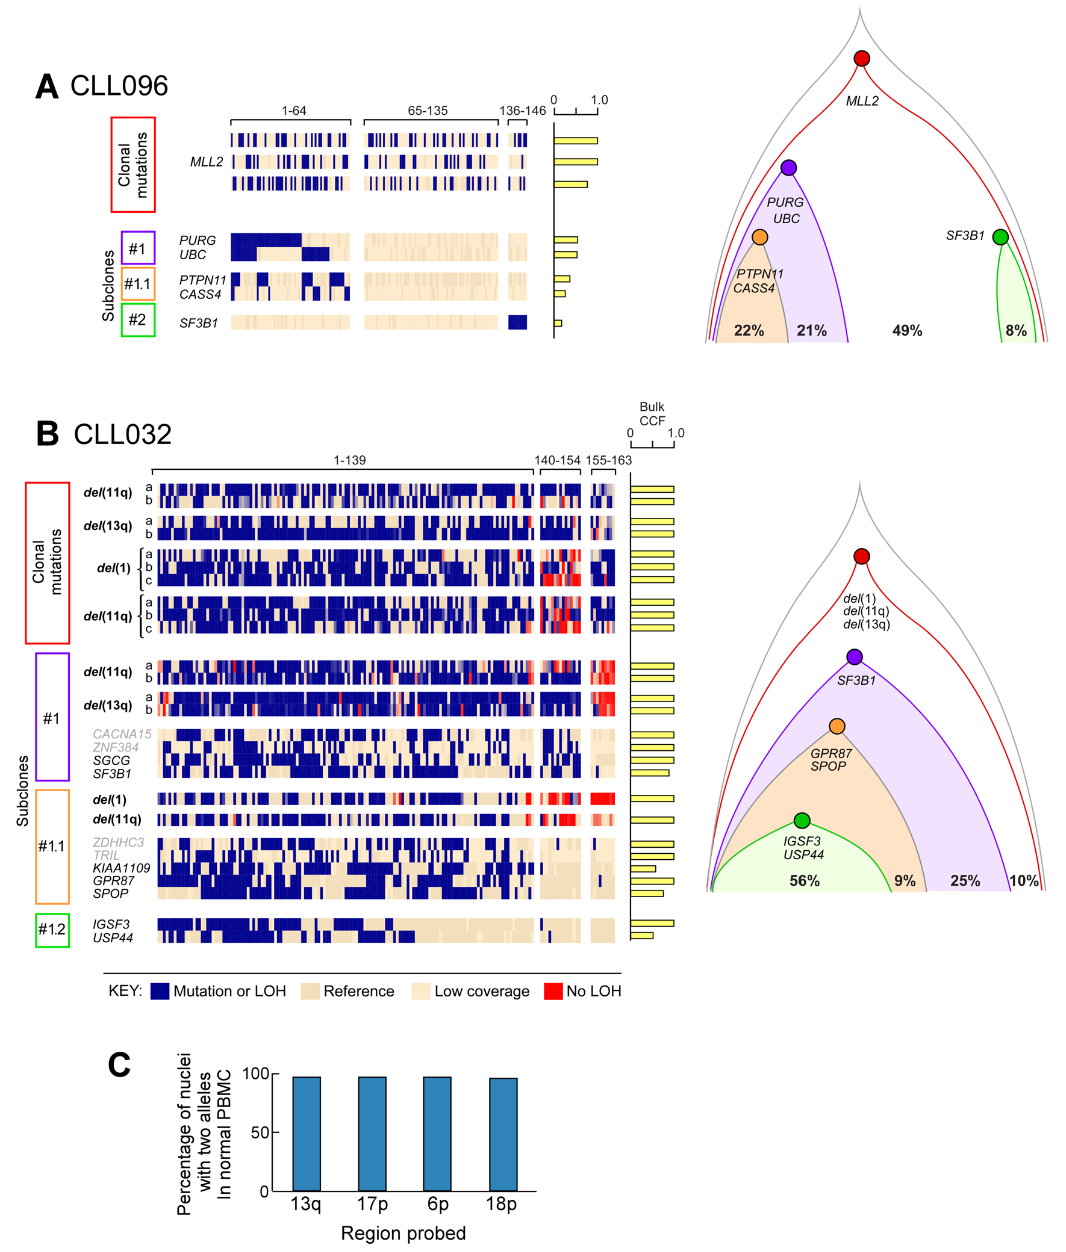 A CLL096
0 1.0
1-64 65-135 136-146
Clonal
mutations
MLL2
Subclones
#1
PURG
UBC
#1.1
PTPN11
CASS4
#2
SF3B1
MLL2
PURG
UBC
SF3B1
PTPN11
CASS4
22% 21% 49% 8%
B CLL032
Bulk
CCF
0 1.0
1-139 140-154 155-163
Clonal
mutations
del(11q) a
b
del(13q) a
b
del(1) a
b
c
del(11q) a
b
c
Subclones
#1
del(11q) a
b
del(13q) a
b
CACNA15
ZNF384
SGCG
SF3B1
#1.1
del(1)
del(11q)
ZDHHC3
TRIL
KIAA1109
GPR87
SPOP
#1.2
IGSF3
USP44
del(1)
del(11q)
del(13q)
SF3B1
GPR87
SPOP
IGSF3
USP44
56% 9% 25% 10%
KEY: Mutation or LOH Reference Low coverage No LOH
C
Percentage of nuclei
with two alleles
In normal PBMC
100
50
0
13q 17p 6p 18p
Region probed